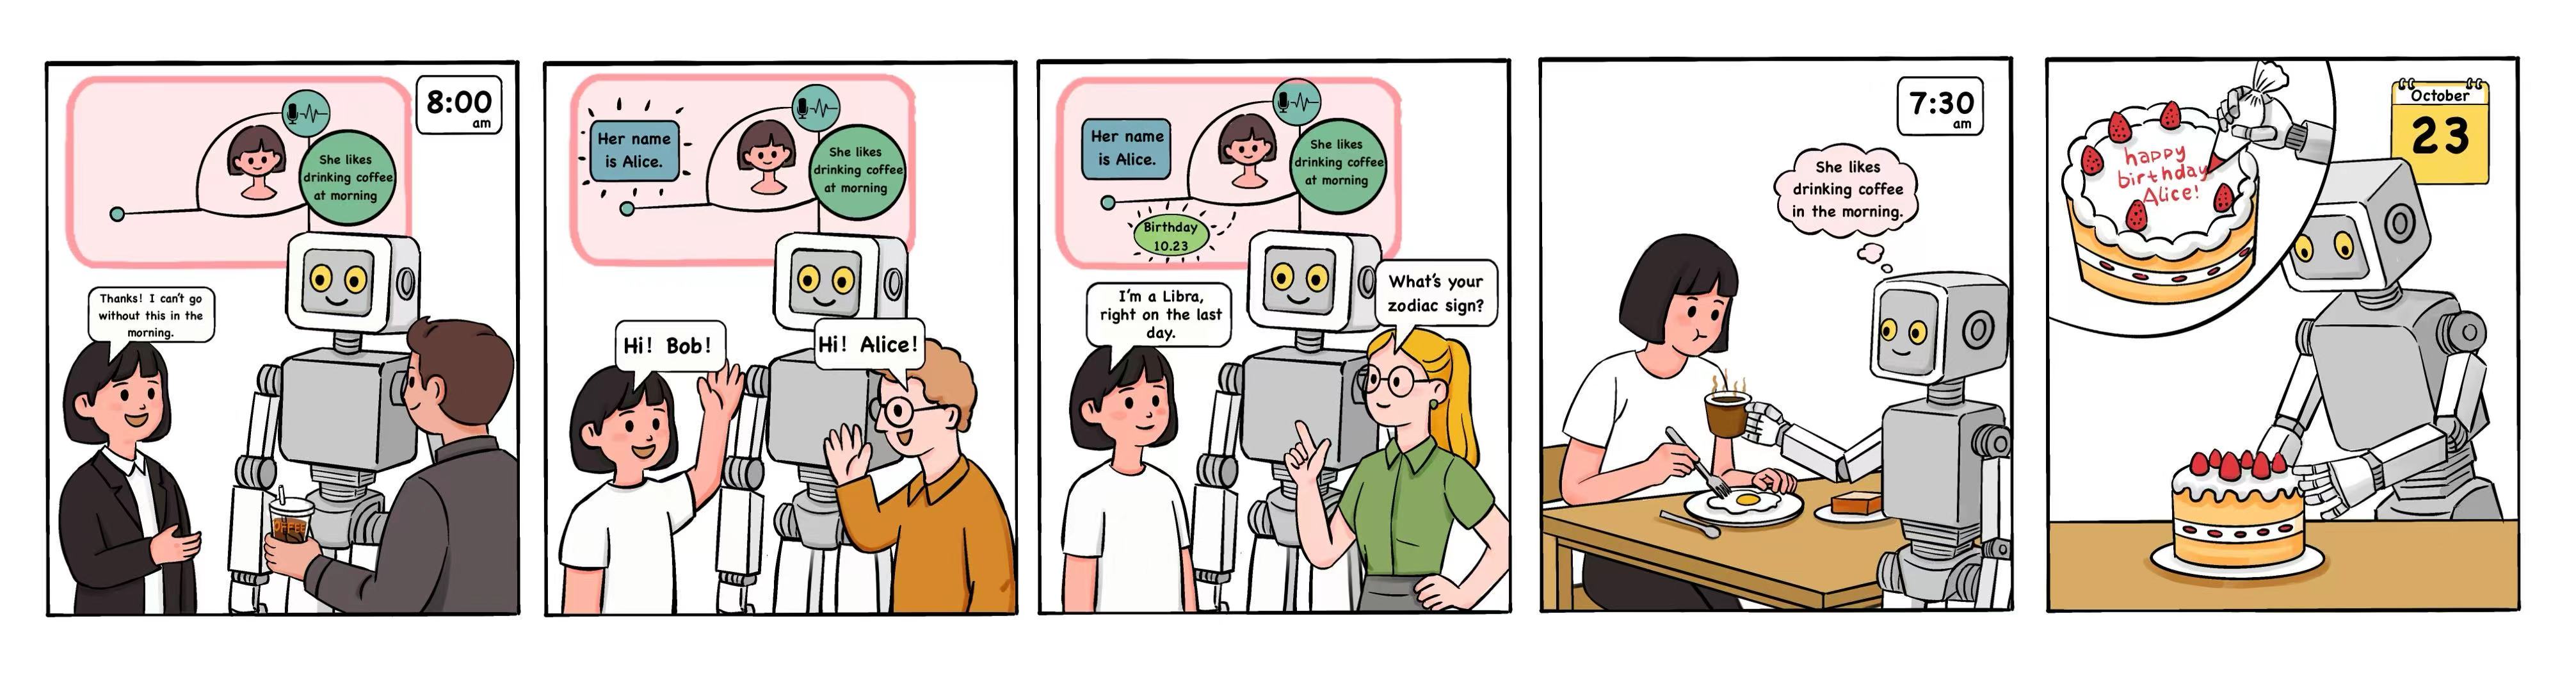 8:00
am
She likes
drinking coffee
at morning
Thanks! I can't go
without this in the
morning.
OFFEE
Her name
is Alice.
She likes
drinking coffee
at morning
Hi! Bob!
Hi! Alice!
Her name
is Alice.
She likes
drinking coffee
at morning
Birthday
10.23
What's your
zodiac sign?
I'm a Libra,
right on the last
day.
7:30
am
She likes
drinking coffee
in the morning.
happy
birthday
Alice!
October
23